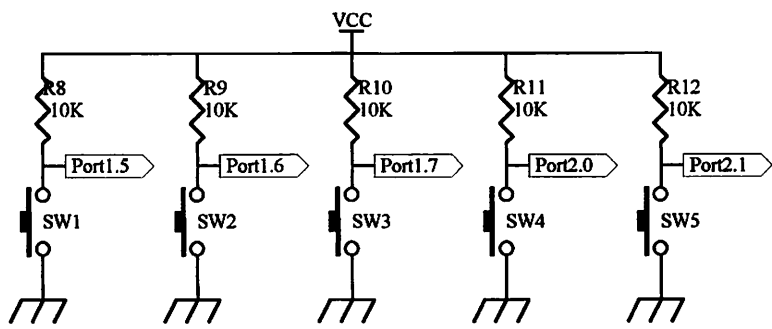 VCC
R8 R9 R10 R11 R12
10K 10K 10K 10K 10K
Port1.5 Port1.6 Port1.7 Port2.0 Port2.1
SW1 SW2 SW3 SW4 SW5